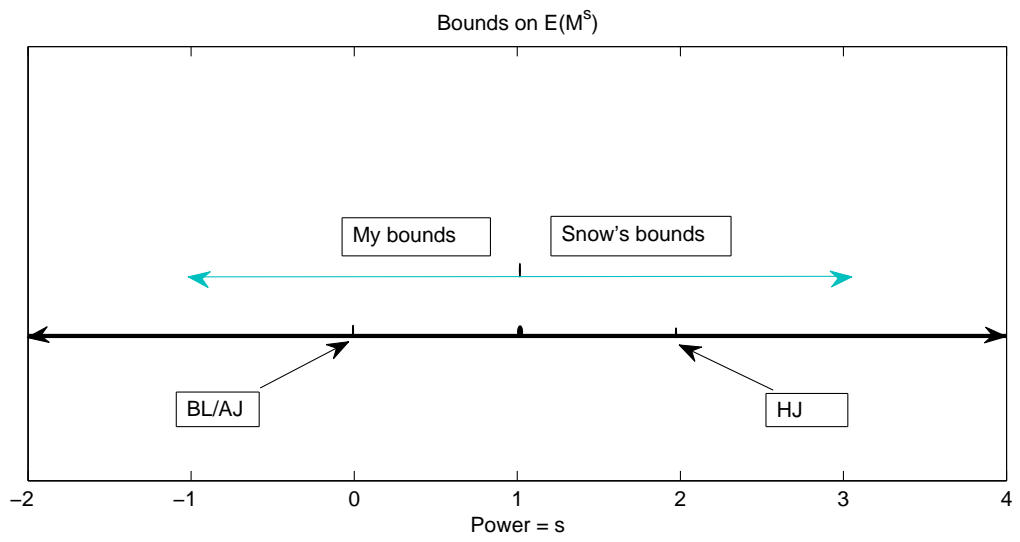 Bounds on E(M^s)
My bounds
Snow's bounds
BL/AJ
HJ
−2 −1 0 1 2 3 4
Power = s